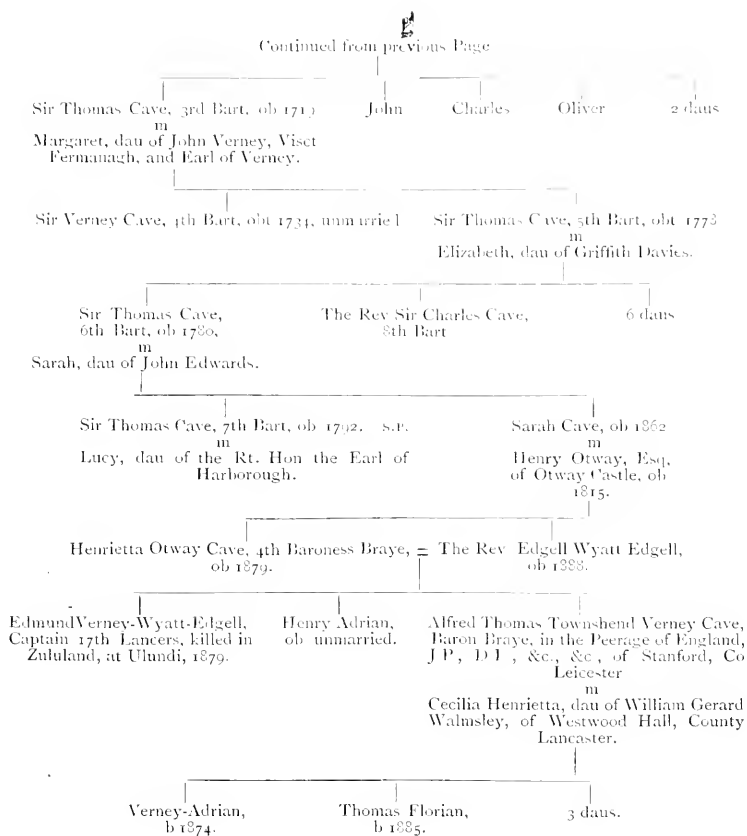 Continued from previous Page
Sir Thomas Cave, 3rd Bart, ob 1719 John Charles Oliver 2 daus
m
Margaret, dau of John Verney, Visct
Fermanagh, and Earl of Verney.
Sir Verney Cave, 4th Bart, obt 1734, unmarried Sir Thomas Cave, 5th Bart, obt 1778
m
Elizabeth, dau of Griffith Davies.
Sir Thomas Cave, The Rev Sir Charles Cave, 6 daus
6th Bart, ob 1780, 8th Bart
m
Sarah, dau of John Edwards.
Sir Thomas Cave, 7th Bart, ob 1792. S.P. Sarah Cave, ob 1862
m m
Lucy, dau of the Rt. Hon the Earl of Henry Otway, Esq,
Harborough. of Otway Castle, ob
1815.
Henrietta Otway Cave, 4th Baroness Braye, = The Rev Edgell Wyatt Edgell,
ob 1879. ob 1888.
EdmundVerney-Wyatt-Edgell, Henry Adrian, Alfred Thomas Townshend Verney Cave,
Captain 17th Lancers, killed in ob unmarried. Baron Braye, in the Peerage of England,
Zululand, at Ulundi, 1879. J P, D L, &c., &c, of Stanford, Co
Leicester
m
Cecilia Henrietta, dau of William Gerard
Walmsley, of Westwood Hall, County
Lancaster.
Verney-Adrian, Thomas Florian, 3 daus.
b 1874. b 1885.